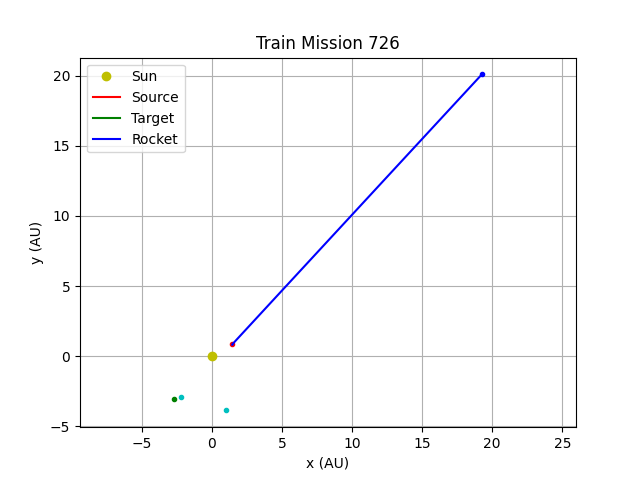 Train Mission 726
Sun
Source
Target
Rocket
20
15
10
5
0
−5
y (AU)
−5 0 5 10 15 20 25
x (AU)